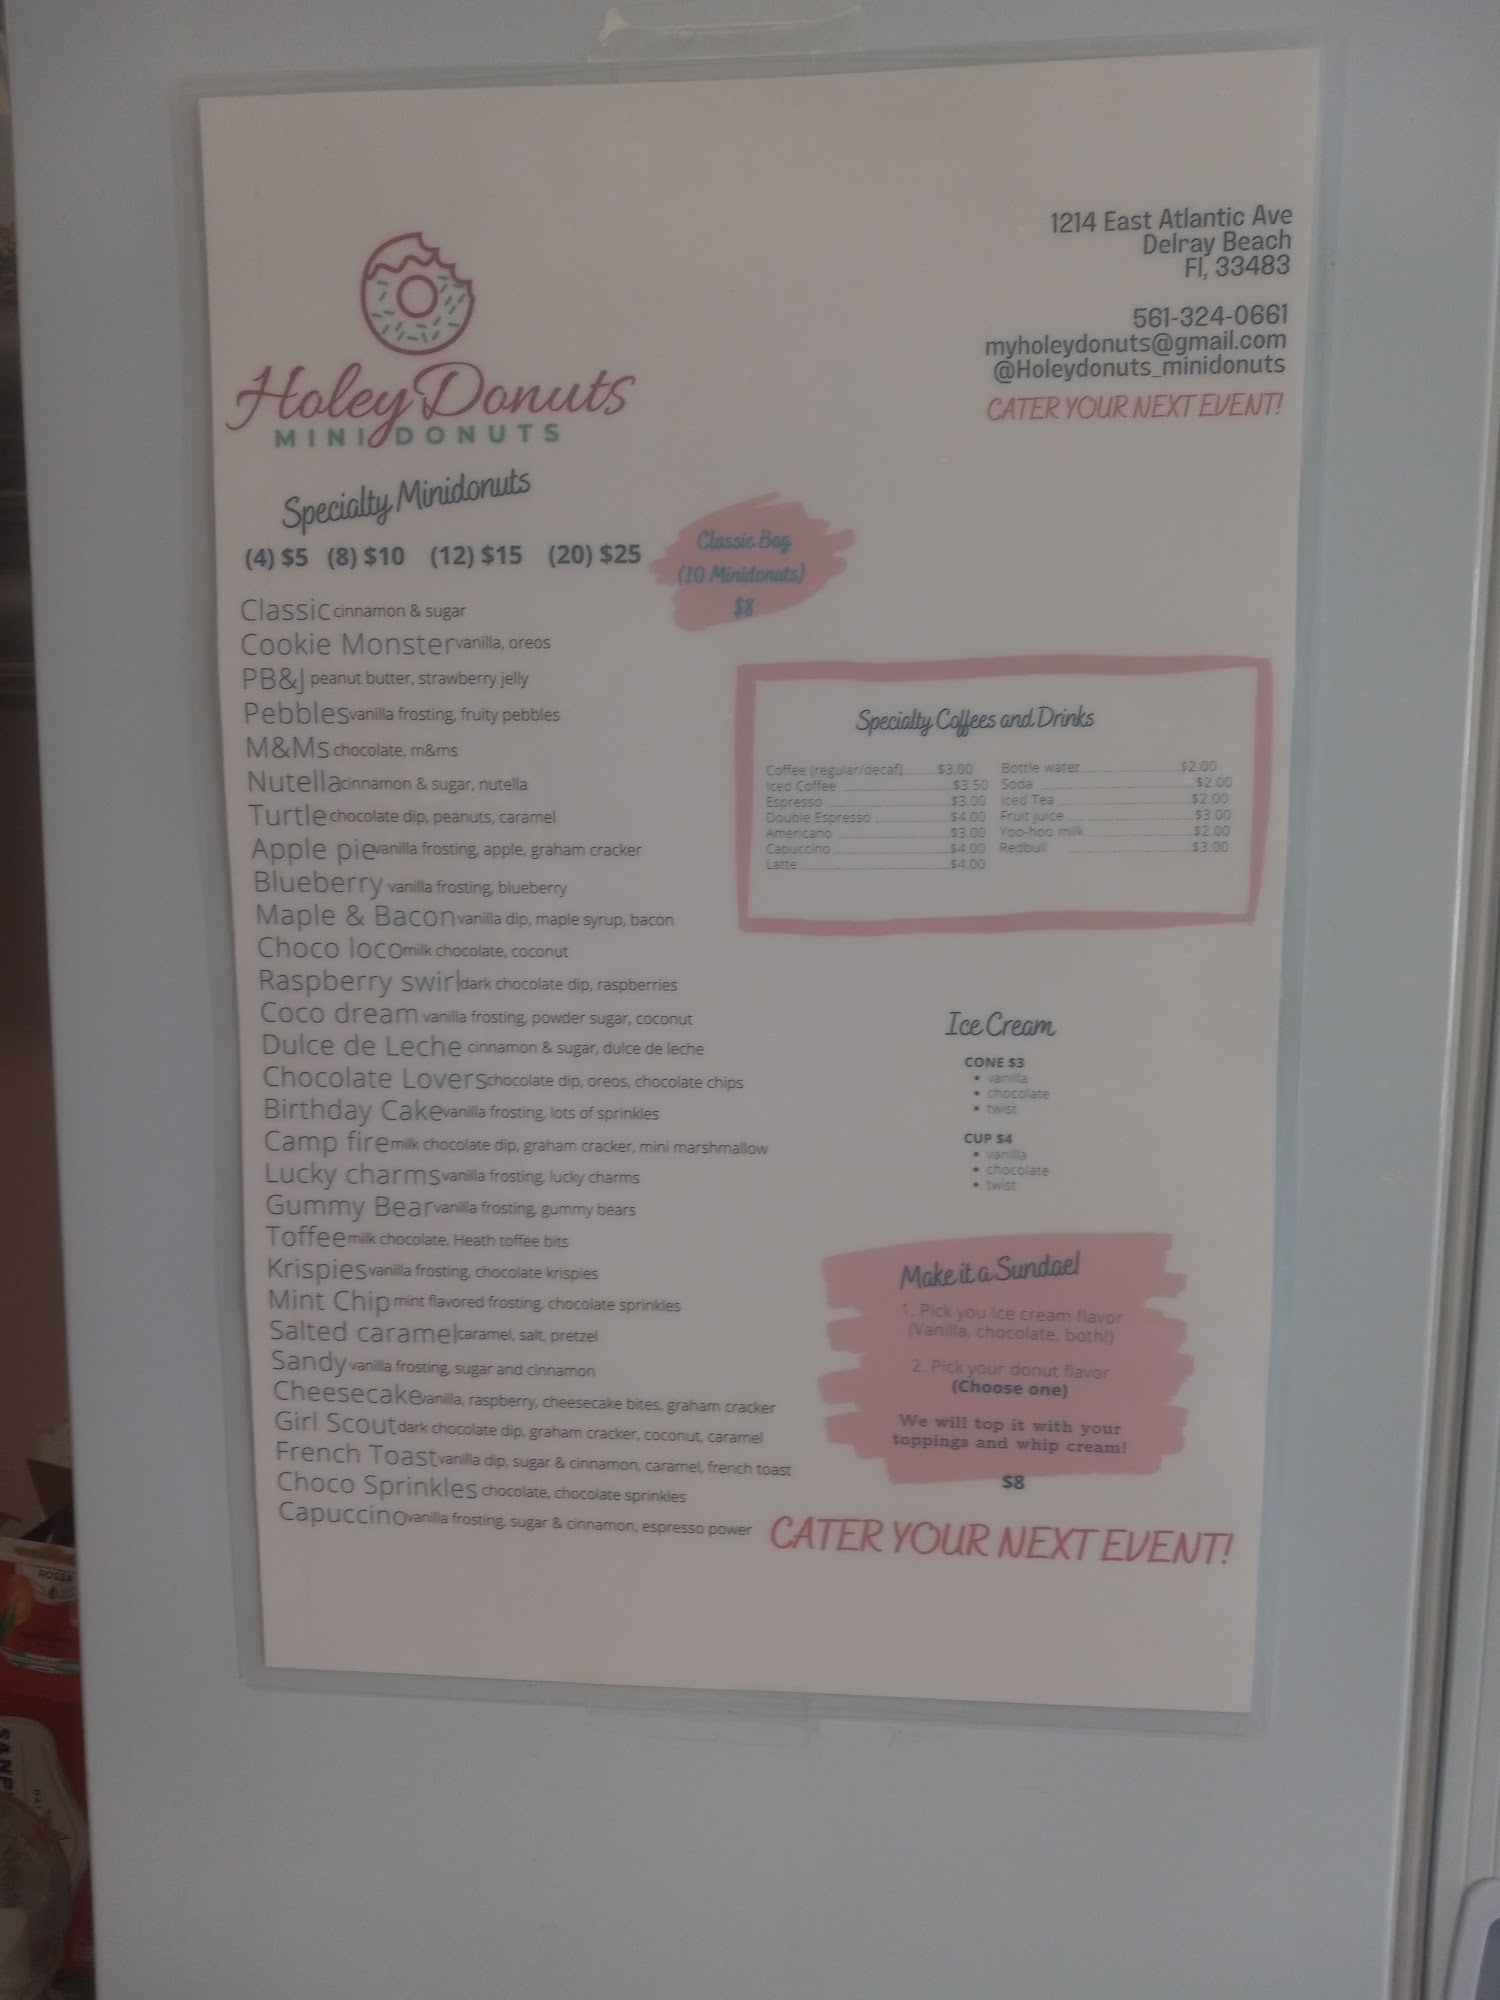 1214 East Atlantic Ave
Delray Beach
Fl, 33483
561-324-0661
myholeydonuts@gmail.com
@Holeydonuts_minidonuts
CATER YOUR NEXT EVENT!
Holey Donuts
MINI DONUTS
Specialty Minidonuts
(4) $5 (8) $10 (12) $15 (20) $25
Classic Bag
(10 Minidonuts)
$8
Classic cinnamon & sugar
Cookie Monster vanilla, oreos
PB&J peanut butter, strawberry jelly
Pebbles vanilla frosting, fruity pebbles
M&Ms chocolate, m&ms
Nutella cinnamon & sugar, nutella
Turtle chocolate dip, peanuts, caramel
Apple pie vanilla frosting, apple, graham cracker
Blueberry vanilla frosting, blueberry
Maple & Bacon vanilla dip, maple syrup, bacon
Choco loco milk chocolate, coconut
Raspberry swirl dark chocolate dip, raspberries
Coco dream vanilla frosting, powder sugar, coconut
Dulce de Leche cinnamon & sugar, dulce de leche
Chocolate Lovers chocolate dip, oreos, chocolate chips
Birthday Cake vanilla frosting, lots of sprinkles
Camp fire milk chocolate dip, graham cracker, mini marshmallow
Lucky charms vanilla frosting, lucky charms
Gummy Bear vanilla frosting, gummy bears
Toffee milk chocolate, Heath toffee bits
Krispies vanilla frosting, chocolate krispies
Mint Chip mint flavored frosting, chocolate sprinkles
Salted caramel caramel, salt, pretzel
Sandy vanilla frosting, sugar and cinnamon
Cheesecake vanilla, raspberry, cheesecake bites, graham cracker
Girl Scout dark chocolate dip, graham cracker, coconut, caramel
French Toast vanilla dip, sugar & cinnamon, caramel, french toast
Choco Sprinkles chocolate, chocolate sprinkles
Capuccino vanilla frosting, sugar & cinnamon, espresso power
Specialty Coffees and Drinks
Coffee (regular/decaf) $3.00
Iced Coffee $3.50
Espresso $3.00
Double Espresso $4.00
Americano $3.00
Capuccino $4.00
Latte $4.00
Bottle water $2.00
Soda $2.00
Iced Tea $2.00
Fruit juice $3.00
Yoo-hoo milk $2.00
Redbull $3.00
Ice Cream
CONE $3
• vanilla
• chocolate
• twist
CUP $4
• vanilla
• chocolate
• twist
Make it a Sundae!
1. Pick you Ice cream flavor
(Vanilla, chocolate, both!)
2. Pick your donut flavor
(Choose one)
We will top it with your
toppings and whip cream!
$8
CATER YOUR NEXT EVENT!
ROSSA